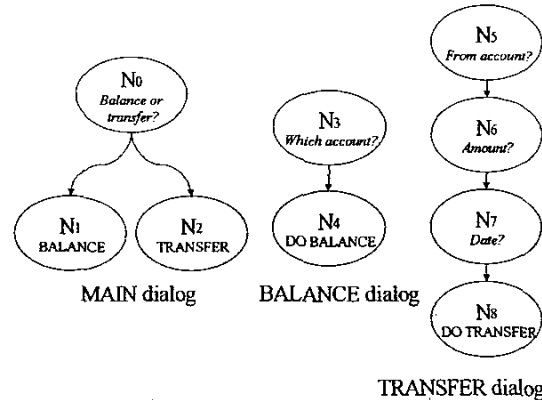 N0
Balance or
transfer?
N1
BALANCE
N2
TRANSFER
MAIN dialog
N3
Which account?
N4
DO BALANCE
BALANCE dialog
N5
From account?
N6
Amount?
N7
Date?
N8
DO TRANSFER
TRANSFER dialog